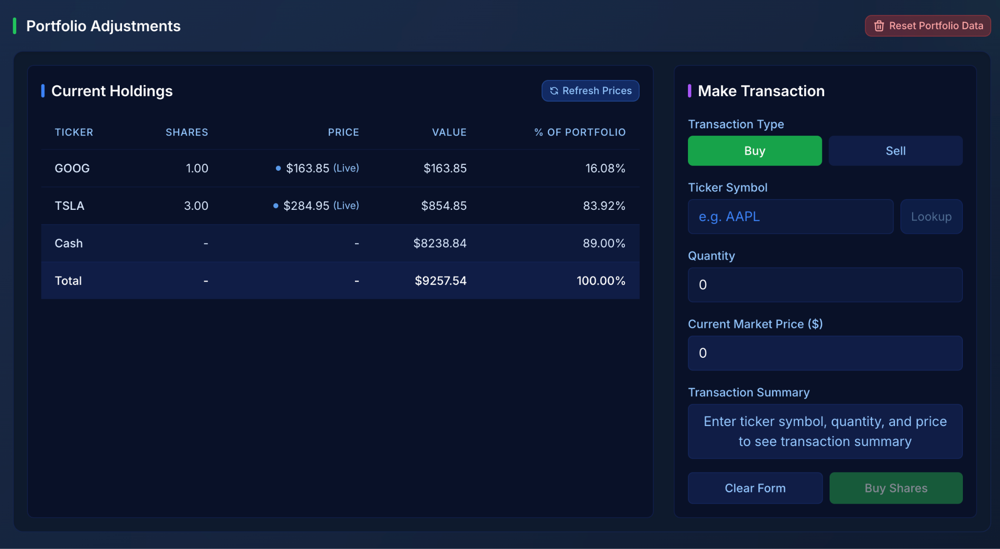 Portfolio Adjustments
Reset Portfolio Data
Current Holdings
Refresh Prices
TICKER SHARES PRICE VALUE % OF PORTFOLIO
GOOG 1.00 $163.85 (Live) $163.85 16.08%
TSLA 3.00 $284.95 (Live) $854.85 83.92%
Cash - - $8238.84 89.00%
Total - - $9257.54 100.00%
Make Transaction
Transaction Type
Buy Sell
Ticker Symbol
e.g. AAPL Lookup
Quantity
0
Current Market Price ($)
0
Transaction Summary
Enter ticker symbol, quantity, and price
to see transaction summary
Clear Form Buy Shares